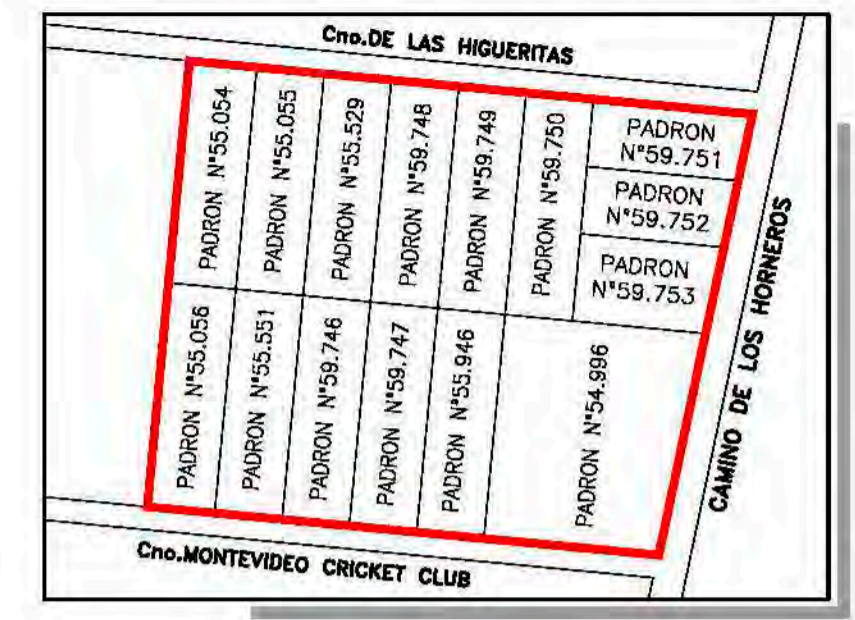 Cno.DE LAS HIGUERITAS
PADRON N°55.054
PADRON N°55.055
PADRON N°55.529
PADRON N°59.748
PADRON N°59.749
PADRON N°59.750
PADRON
N°59.751
PADRON
N°59.752
PADRON
N°59.753
PADRON N°55.056
PADRON N°55.551
PADRON N°59.746
PADRON N°59.747
PADRON N°55.946
PADRON N°54.996
CAMINO DE LOS HORNEROS
Cno.MONTEVIDEO CRICKET CLUB